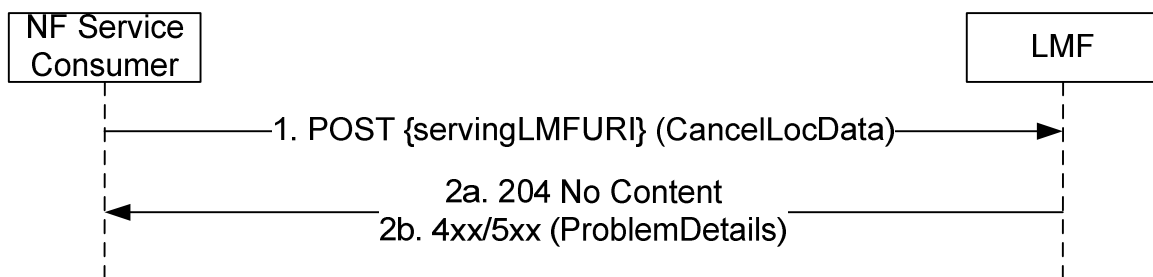 NF Service
Consumer
LMF
1. POST {servingLMFURI} (CancelLocData)
2a. 204 No Content
2b. 4xx/5xx (ProblemDetails)